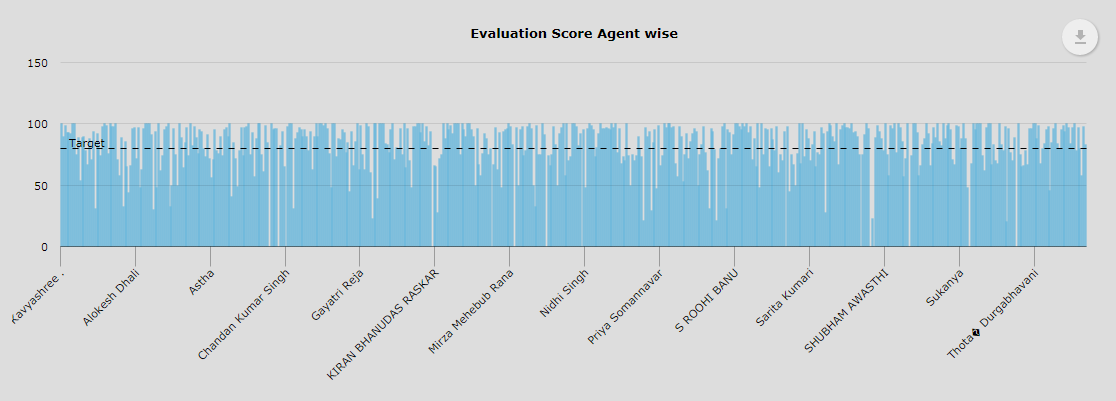 Evaluation Score Agent wise
150
100
Target
50
0
Kavyashree .
Alokesh Dhali
Astha
Chandan Kumar Singh
Gayatri Reja
KIRAN BHANUDAS RASKAR
Mirza Mehebub Rana
Nidhi Singh
Priya Somannavar
S ROOHI BANU
Sarita Kumari
SHUBHAM AWASTHI
Sukanya
Thota� Durgabhavani